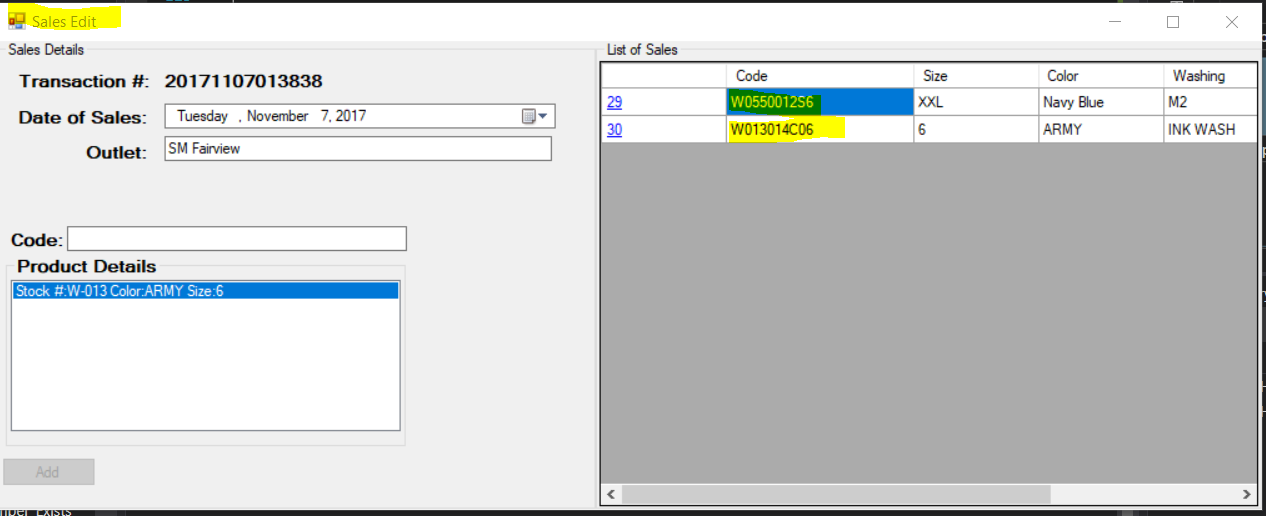 Sales Edit
Sales Details
Transaction #: 20171107013838
Date of Sales: Tuesday , November 7, 2017
Outlet: SM Fairview
Code:
Product Details
Stock #:W-013 Color:ARMY Size:6
Add
List of Sales
Code Size Color Washing
29 W0550012S6 XXL Navy Blue M2
30 W013014C06 6 ARMY INK WASH
Exists